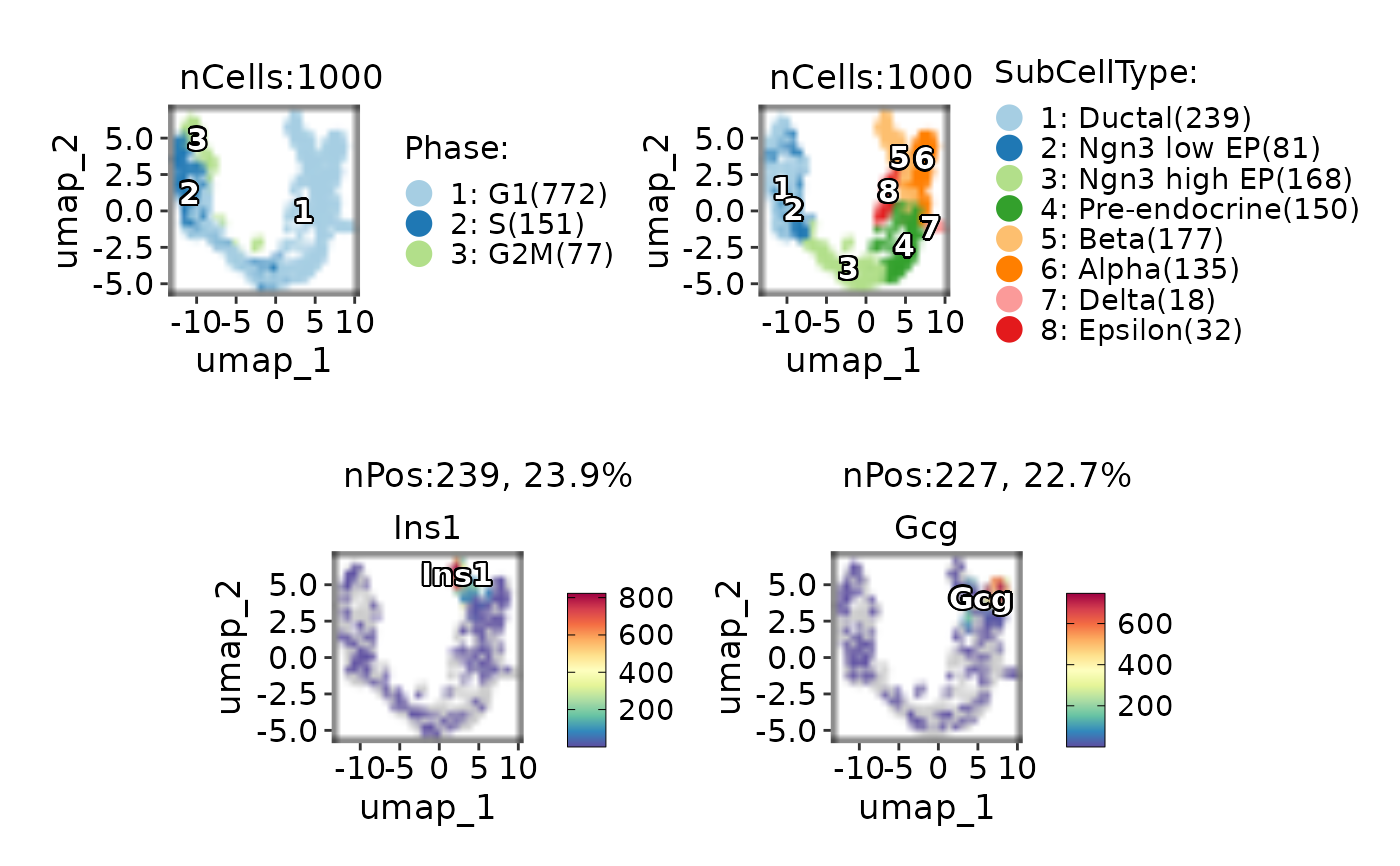 nCells:1000
umap_2
5.0
2.5
0.0
-2.5
-5.0
3
2
1
-10 -5 0 5 10
umap_1
Phase:
1: G1(772)
2: S(151)
3: G2M(77)
nCells:1000
umap_2
5.0
2.5
0.0
-2.5
-5.0
5 6
1
8
2
7
4
3
-10 -5 0 5 10
umap_1
SubCellType:
1: Ductal(239)
2: Ngn3 low EP(81)
3: Ngn3 high EP(168)
4: Pre-endocrine(150)
5: Beta(177)
6: Alpha(135)
7: Delta(18)
8: Epsilon(32)
nPos:239, 23.9%
Ins1
umap_2
5.0
2.5
0.0
-2.5
-5.0
Ins1
-10 -5 0 5 10
umap_1
800
600
400
200
nPos:227, 22.7%
Gcg
umap_2
5.0
2.5
0.0
-2.5
-5.0
Gcg
-10 -5 0 5 10
umap_1
600
400
200